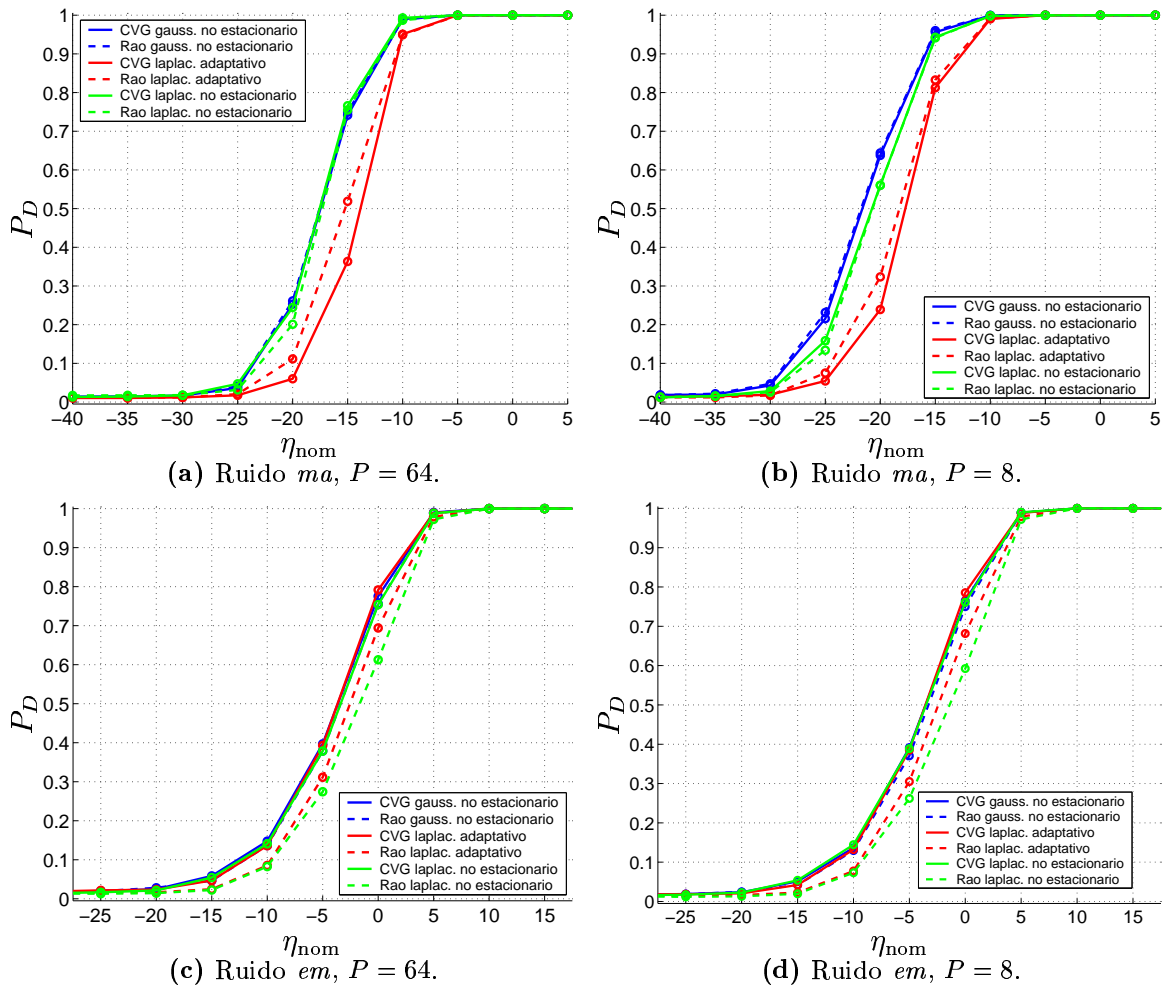 1
0.9
0.8
0.7
0.6
0.5
0.4
0.3
0.2
0.1
0
P_D
CVG gauss. no estacionario
Rao gauss. no estacionario
CVG laplac. adaptativo
Rao laplac. adaptativo
CVG laplac. no estacionario
Rao laplac. no estacionario
−40 −35 −30 −25 −20 −15 −10 −5 0 5
η_nom
(a) Ruido ma, P = 64.
1
0.9
0.8
0.7
0.6
0.5
0.4
0.3
0.2
0.1
0
P_D
CVG gauss. no estacionario
Rao gauss. no estacionario
CVG laplac. adaptativo
Rao laplac. adaptativo
CVG laplac. no estacionario
Rao laplac. no estacionario
−40 −35 −30 −25 −20 −15 −10 −5 0 5
η_nom
(b) Ruido ma, P = 8.
1
0.9
0.8
0.7
0.6
0.5
0.4
0.3
0.2
0.1
0
P_D
CVG gauss. no estacionario
Rao gauss. no estacionario
CVG laplac. adaptativo
Rao laplac. adaptativo
CVG laplac. no estacionario
Rao laplac. no estacionario
−25 −20 −15 −10 −5 0 5 10 15
η_nom
(c) Ruido em, P = 64.
1
0.9
0.8
0.7
0.6
0.5
0.4
0.3
0.2
0.1
0
P_D
CVG gauss. no estacionario
Rao gauss. no estacionario
CVG laplac. adaptativo
Rao laplac. adaptativo
CVG laplac. no estacionario
Rao laplac. no estacionario
−25 −20 −15 −10 −5 0 5 10 15
η_nom
(d) Ruido em, P = 8.